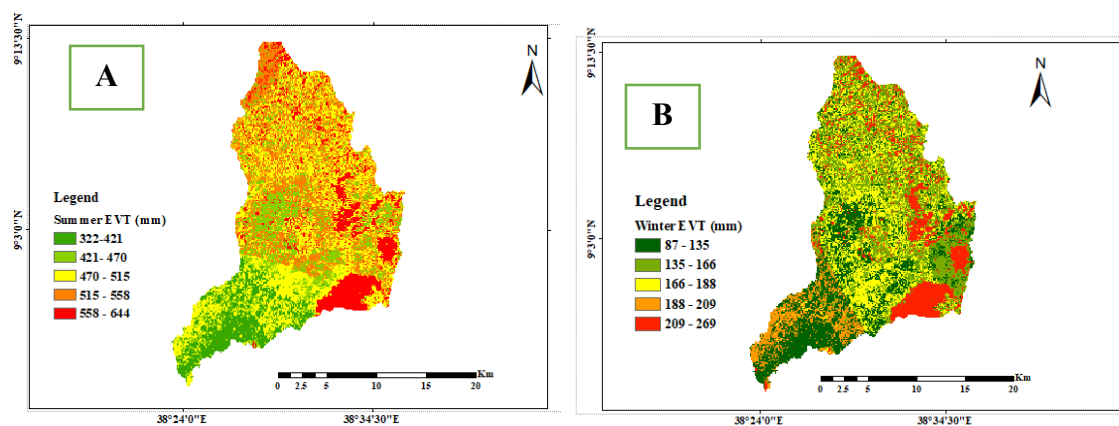 A
N
9°13'30"N
9°3'0"N
Legend
Summer EVT (mm)
322-421
421- 470
470 - 515
515 - 558
558 - 644
Km
0 2.5 5 10 15 20
38°24'0"E 38°34'30"E
B
N
9°13'30"N
9°3'0"N
Legend
Winter EVT (mm)
87 - 135
135 - 166
166 - 188
188 - 209
209 - 269
Km
0 2.5 5 10 15 20
38°24'0"E 38°34'30"E